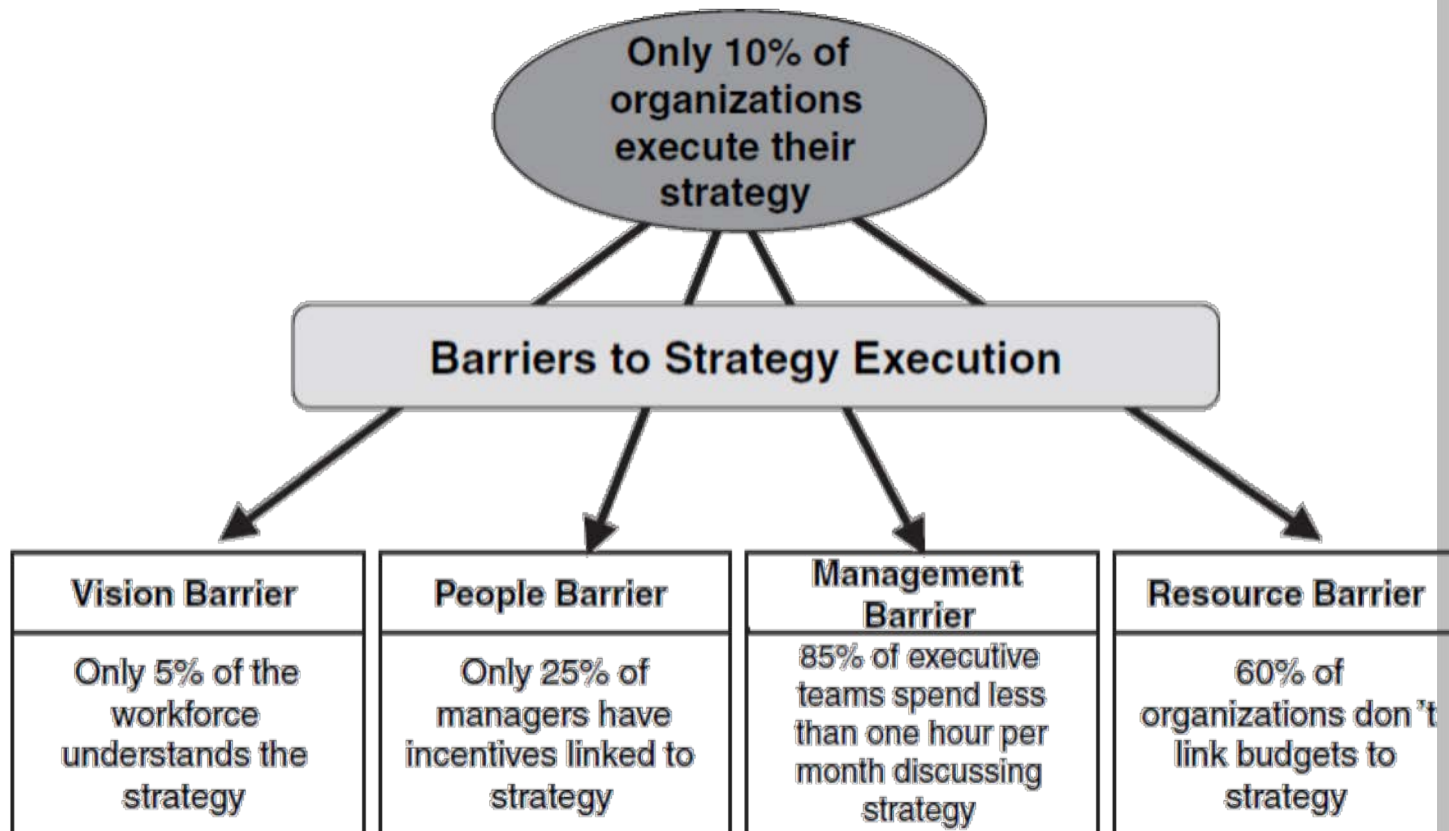 Only 10% of
organizations
execute their
strategy
Barriers to Strategy Execution
Vision Barrier
Only 5% of the
workforce
understands the
strategy
People Barrier
Only 25% of
managers have
incentives linked to
strategy
Management
Barrier
85% of executive
teams spend less
than one hour per
month discussing
strategy
Resource Barrier
60% of
organizations don't
link budgets to
strategy